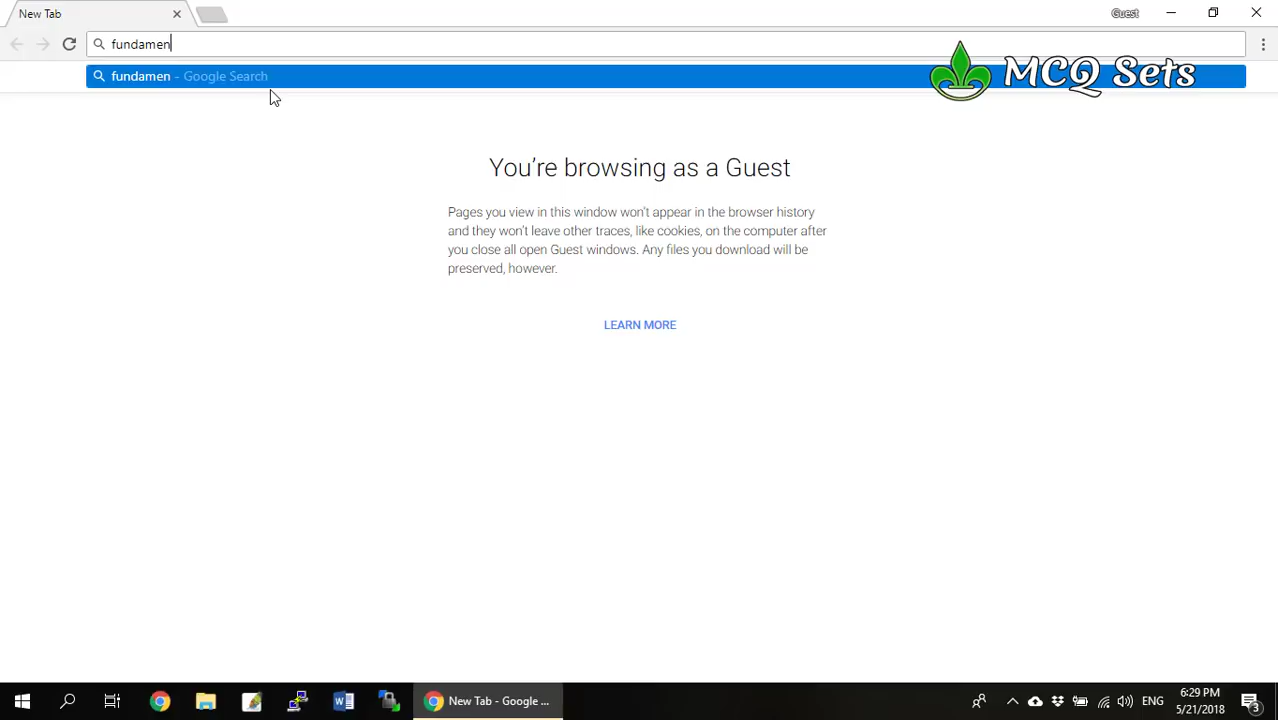 New Tab
Guest
fundamen
fundamen - Google Search
MCQ Sets
You're browsing as a Guest
Pages you view in this window won't appear in the browser history
and they won't leave other traces, like cookies, on the computer after
you close all open Guest windows. Any files you download will be
preserved, however.
LEARN MORE
New Tab - Google ...
ENG
6:29 PM
5/21/2018
3